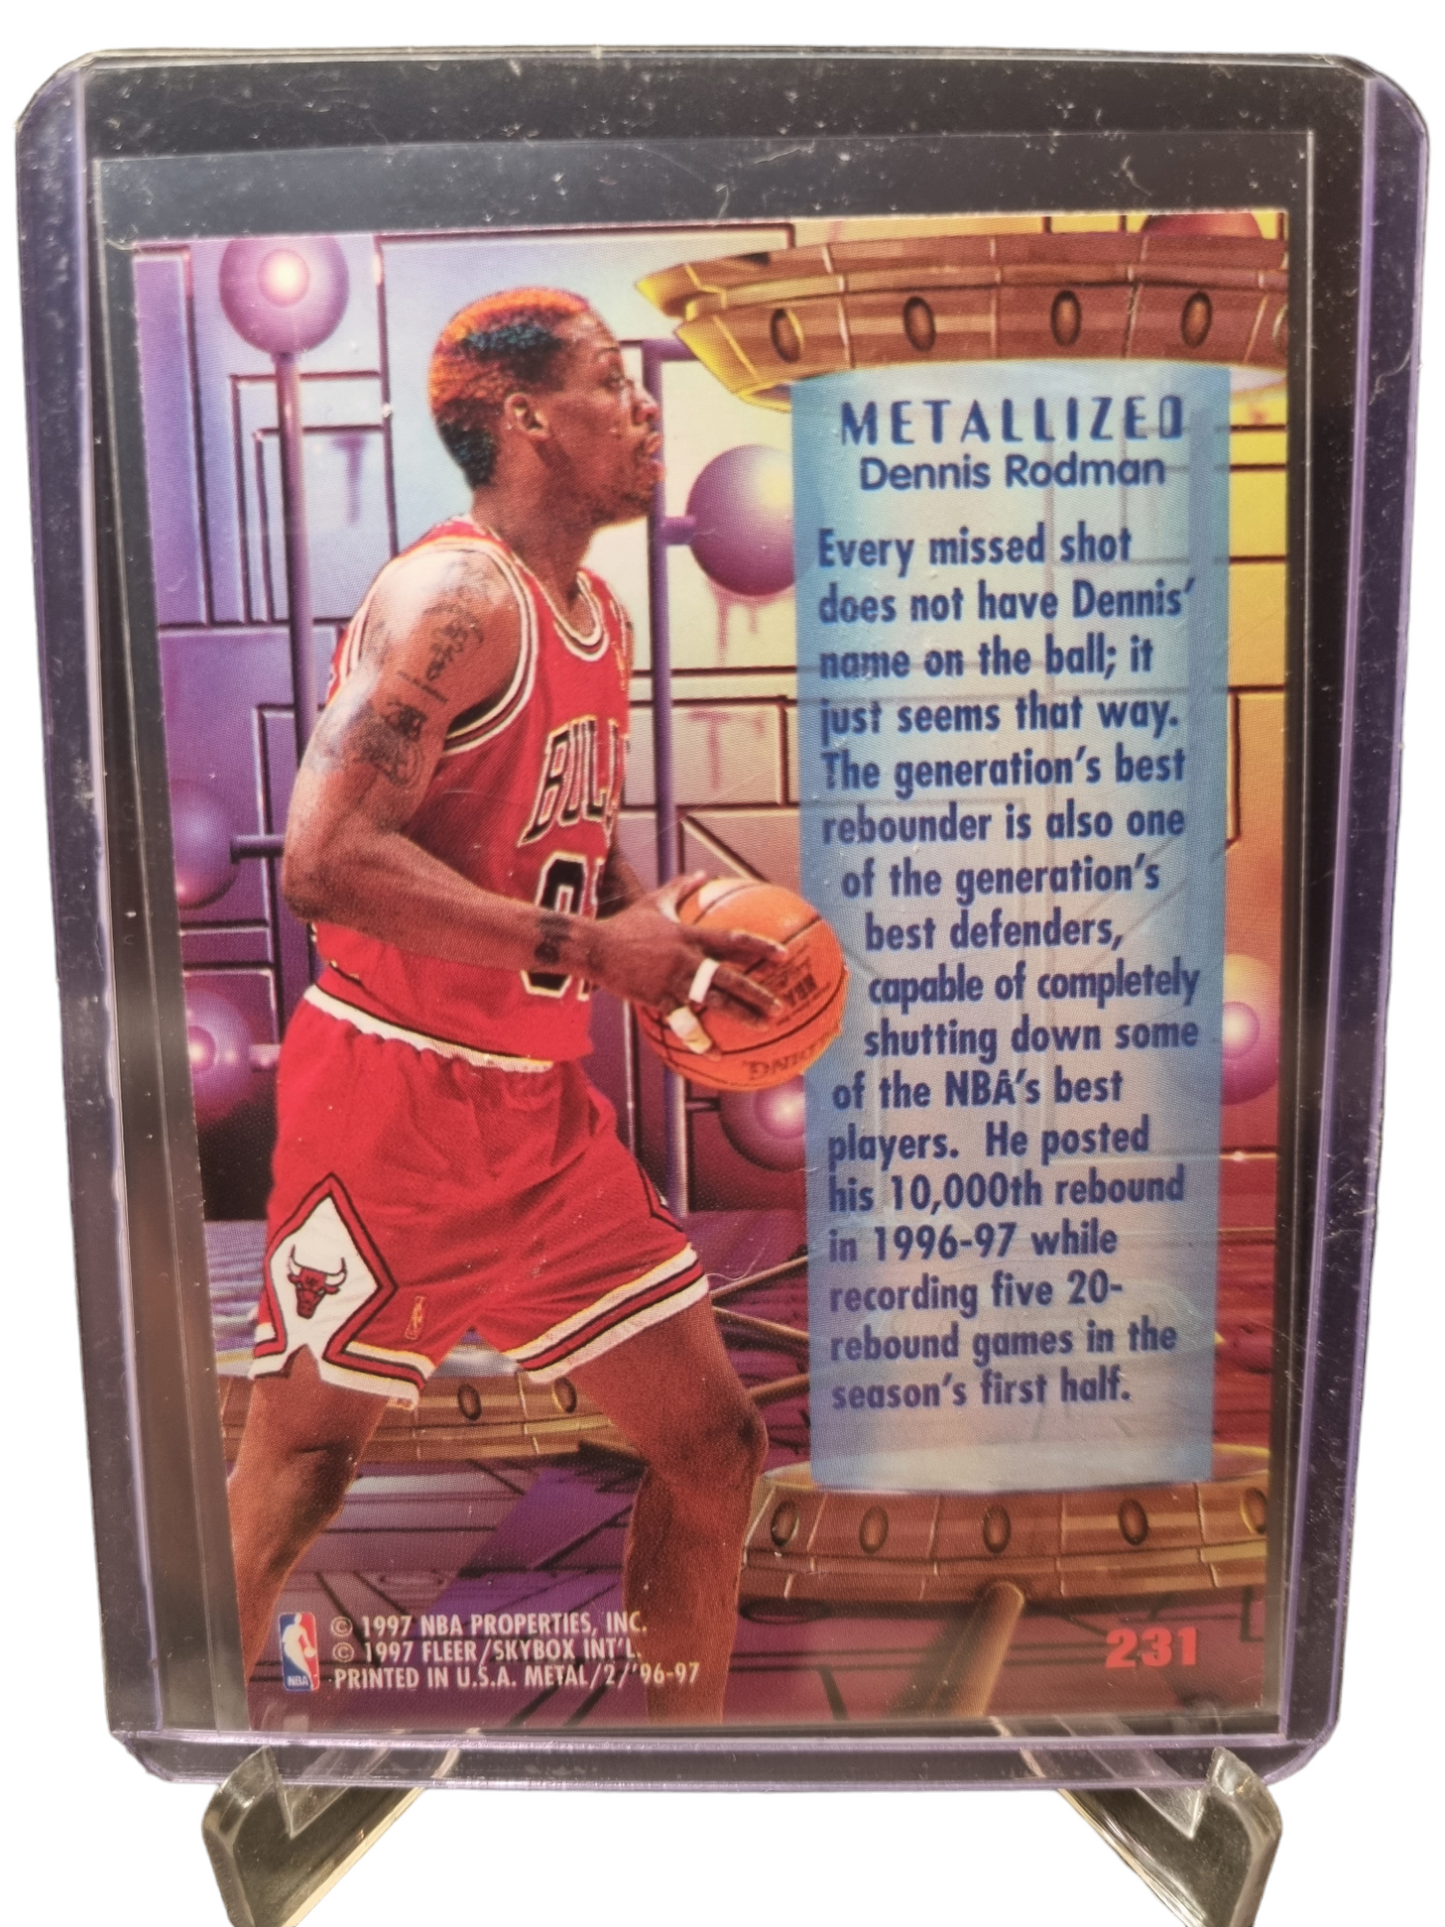 METALLIZED
Dennis Rodman
Every missed shot
does not have Dennis'
name on the ball; it
just seems that way.
The generation's best
rebounder is also one
of the generation's
best defenders,
capable of completely
shutting down some
of the NBA's best
players. He posted
his 10,000th rebound
in 1996-97 while
recording five 20-
rebound games in the
season's first half.
BULL
NBA
SPALDING
© 1997 NBA PROPERTIES, INC.
© 1997 FLEER/SKYBOX INT'L.
PRINTED IN U.S.A. METAL/2/'96-97
NBA
231